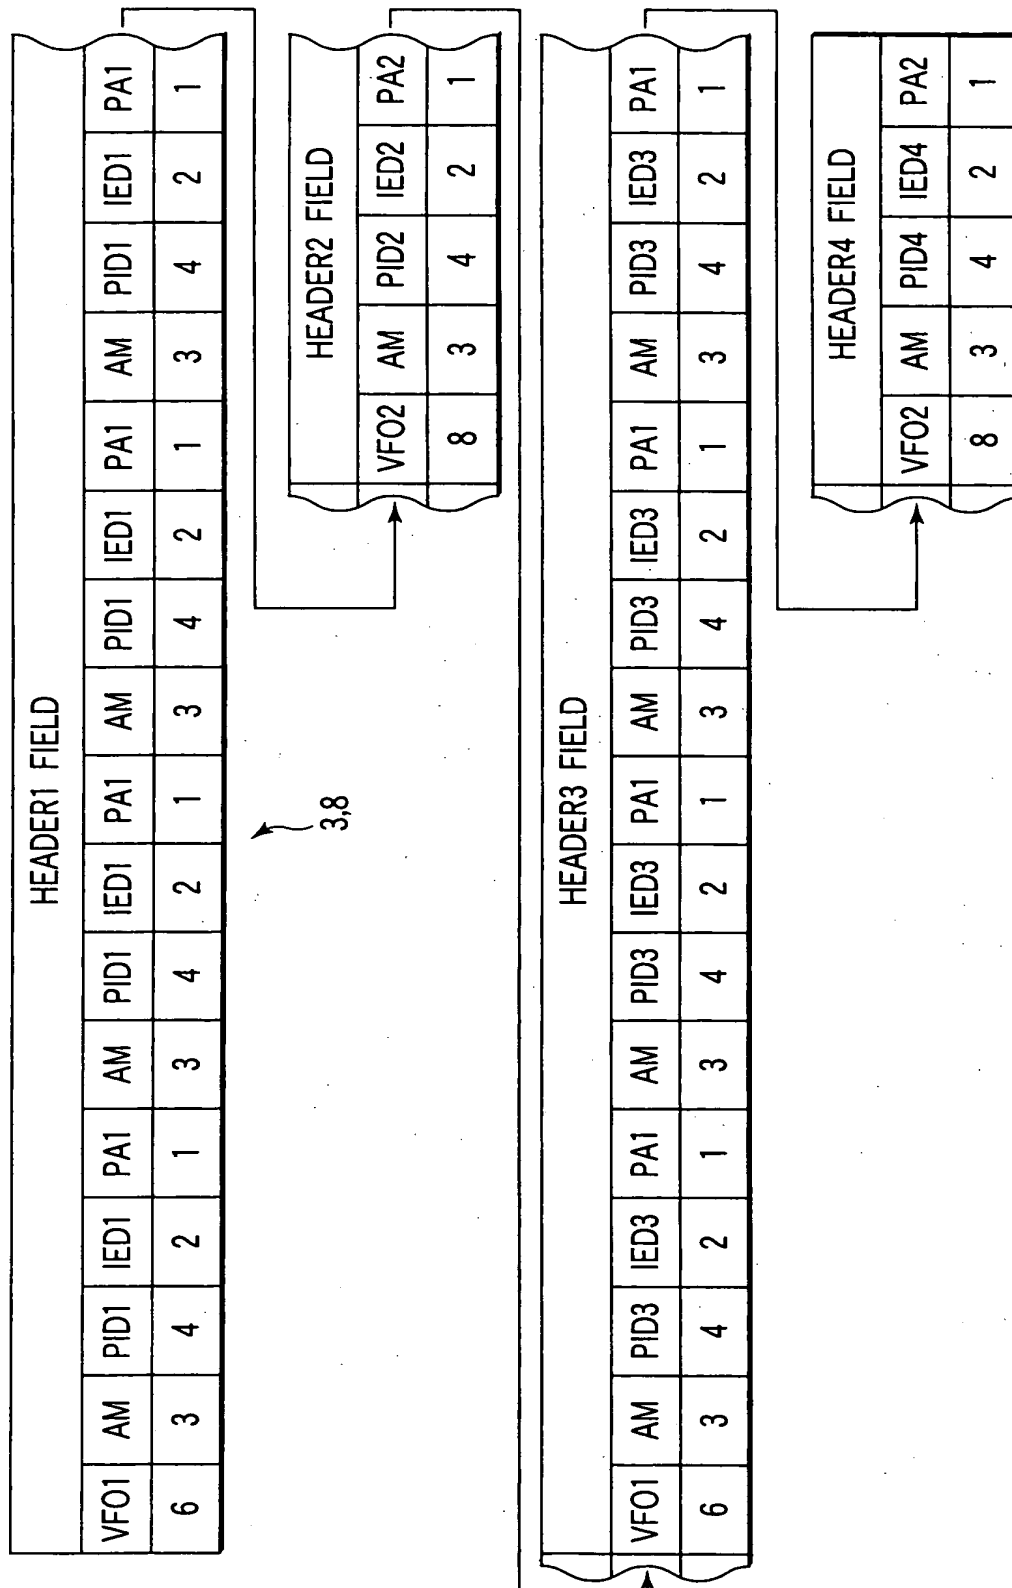 HEADER1 FIELD
VFO1 AM PID1 IED1 PA1 AM PID1 IED1 PA1 AM PID1 IED1 PA1 AM PID1 IED1 PA1
6 3 4 2 1 3 4 2 1 3 4 2 1 3 4 2 1
3,8
HEADER2 FIELD
VFO2 AM PID2 IED2 PA2
8 3 4 2 1
HEADER3 FIELD
VFO1 AM PID3 IED3 PA1 AM PID3 IED3 PA1 AM PID3 IED3 PA1 AM PID3 IED3 PA1
6 3 4 2 1 3 4 2 1 3 4 2 1 3 4 2 1
HEADER4 FIELD
VFO2 AM PID4 IED4 PA2
8 3 4 2 1